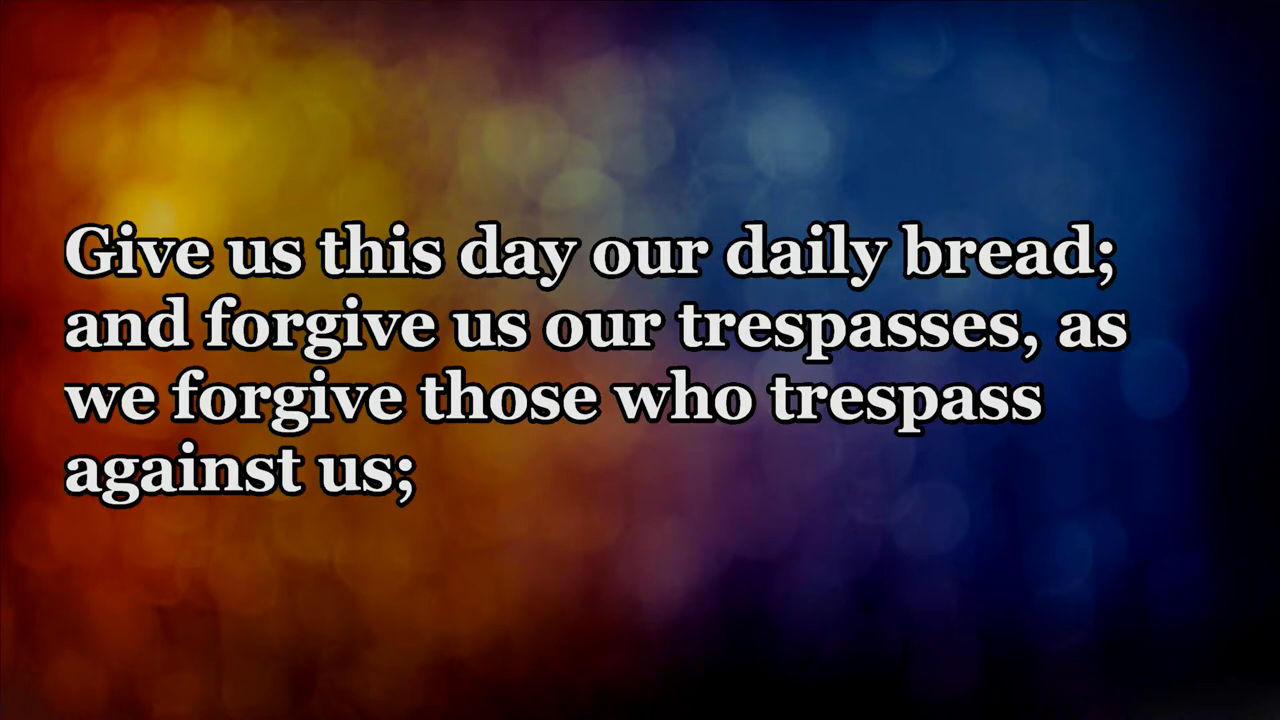 Give us this day our daily bread;
and forgive us our trespasses, as
we forgive those who trespass
against us;